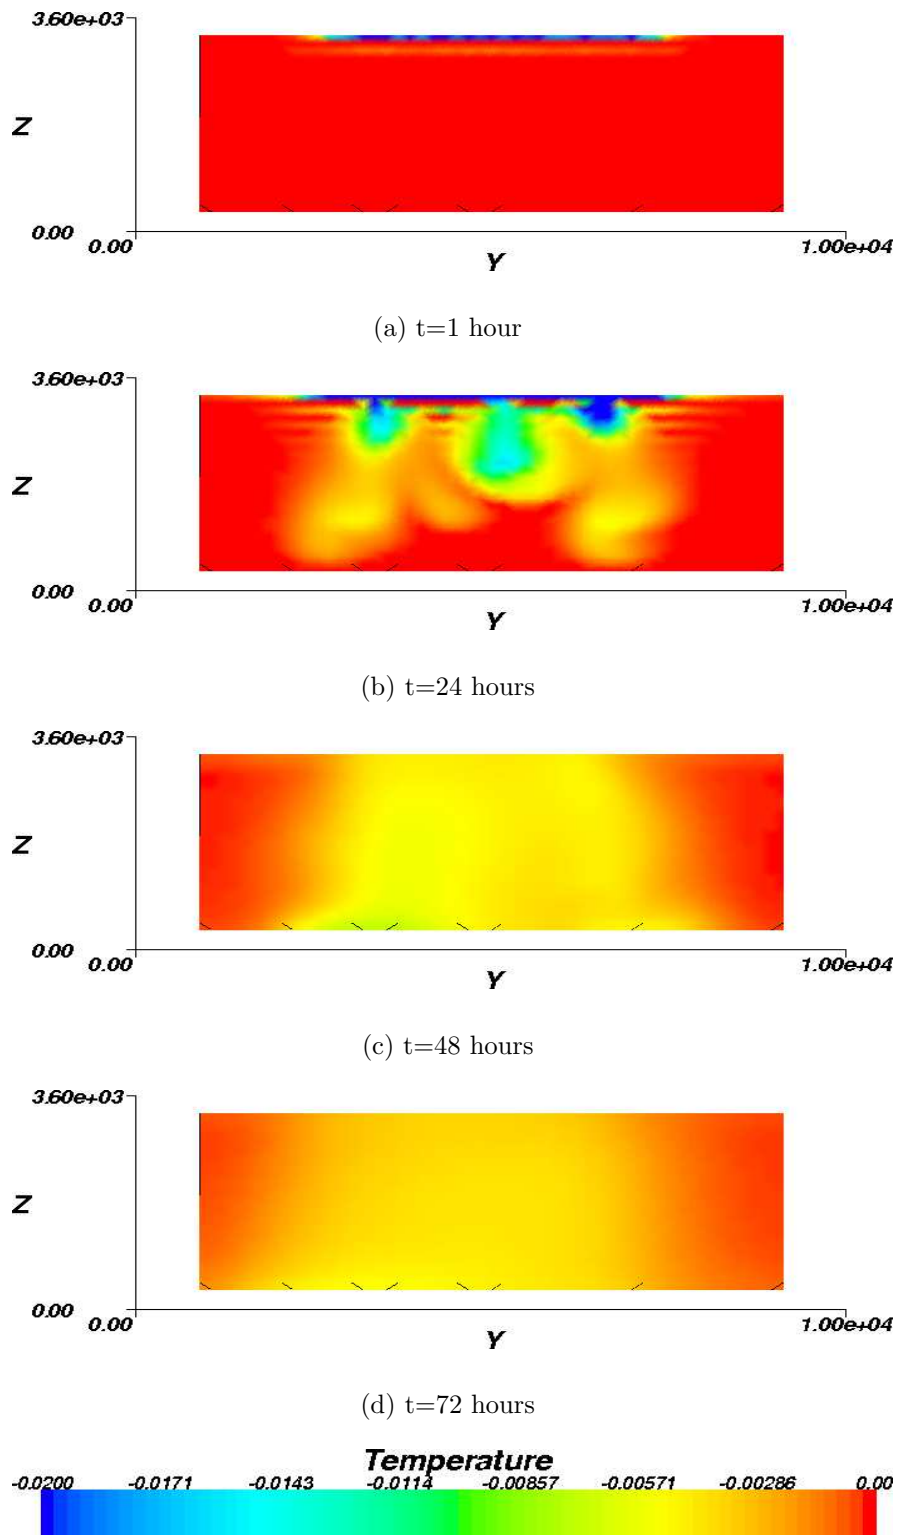 3.60e+03
Z
0.00 0.00 1.00e+04
Y
(a) t=1 hour
3.60e+03
Z
0.00 0.00 1.00e+04
Y
(b) t=24 hours
3.60e+03
Z
0.00 0.00 1.00e+04
Y
(c) t=48 hours
3.60e+03
Z
0.00 0.00 1.00e+04
Y
(d) t=72 hours
Temperature
-0.0200 -0.0171 -0.0143 -0.0114 -0.00857 -0.00571 -0.00286 0.00